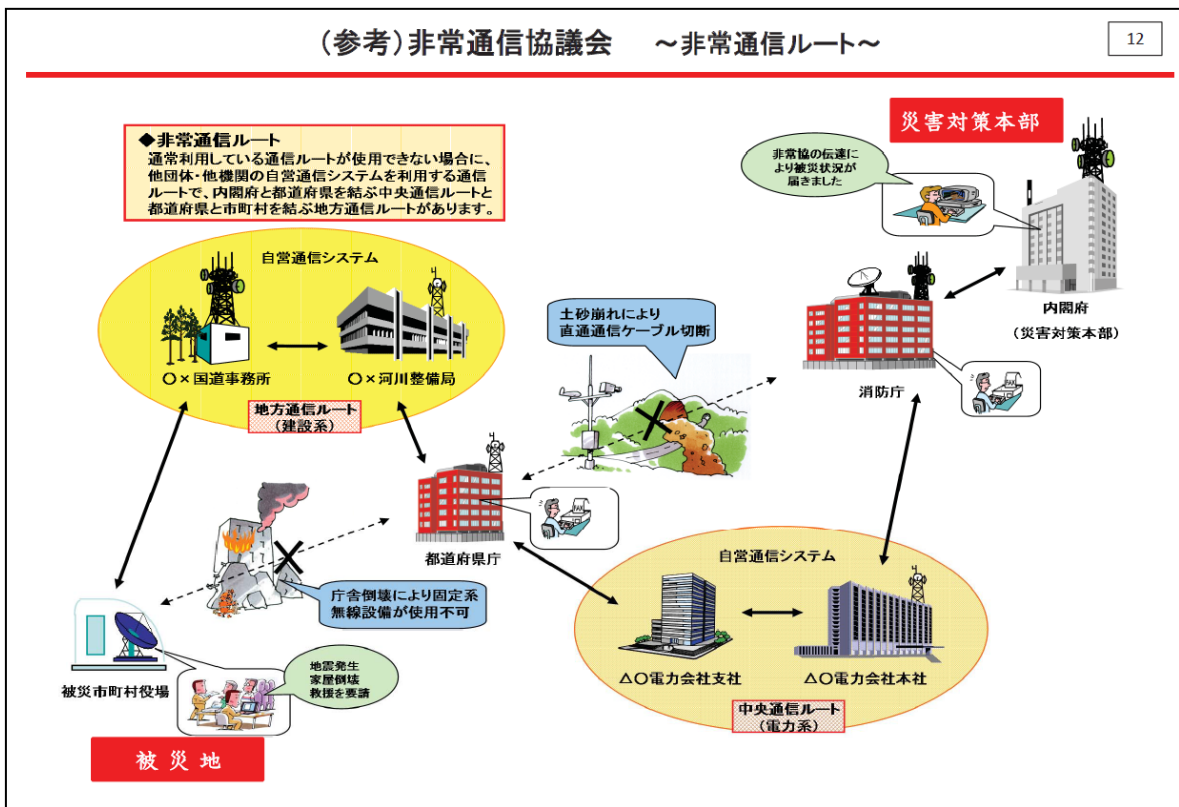 (参考)非常通信協議会 ～非常通信ルート～
12
災害対策本部
◆非常通信ルート
通常利用している通信ルートが使用できない場合に、
他団体・他機関の自営通信システムを利用する通信
ルートで、内閣府と都道府県を結ぶ中央通信ルートと
都道府県と市町村を結ぶ地方通信ルートがあります。
非常協の伝達に
より被災状況が
届きました
自営通信システム
○×国道事務所
○×河川整備局
地方通信ルート
(建設系)
土砂崩れにより
直通通信ケーブル切断
内閣府
(災害対策本部)
消防庁
FAX
都道府県庁
FAX
庁舎倒壊により固定系
無線設備が使用不可
自営通信システム
△○電力会社支社
△○電力会社本社
中央通信ルート
(電力系)
被災市町村役場
地震発生
家屋倒壊
救援を要請
被災地